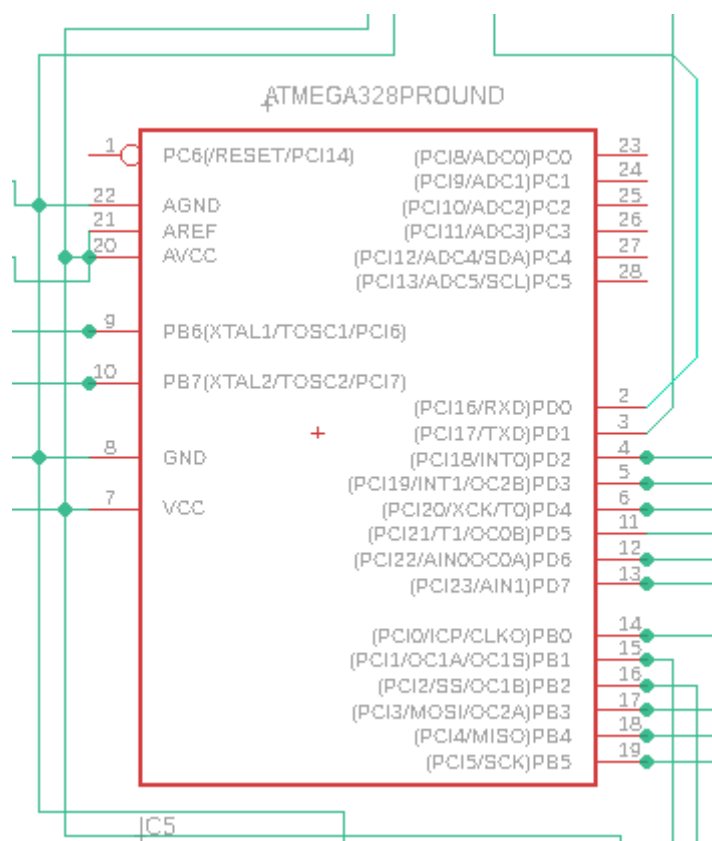 ATMEGA328PROUND
1 PC6(/RESET/PCI14)
22 AGND
21 AREF
20 AVCC
9 PB6(XTAL1/TOSC1/PCI6)
10 PB7(XTAL2/TOSC2/PCI7)
8 GND
7 VCC
(PCI8/ADC0)PC0 23
(PCI9/ADC1)PC1 24
(PCI10/ADC2)PC2 25
(PCI11/ADC3)PC3 26
(PCI12/ADC4/SDA)PC4 27
(PCI13/ADC5/SCL)PC5 28
(PCI16/RXD)PD0 2
(PCI17/TXD)PD1 3
(PCI18/INT0)PD2 4
(PCI19/INT1/OC2B)PD3 5
(PCI20/XCK/T0)PD4 6
(PCI21/T1/OC0B)PD5 11
(PCI22/AIN0OC0A)PD6 12
(PCI23/AIN1)PD7 13
(PCI0/ICP/CLKO)PB0 14
(PCI1/OC1A/OC1S)PB1 15
(PCI2/SS/OC1B)PB2 16
(PCI3/MOSI/OC2A)PB3 17
(PCI4/MISO)PB4 18
(PCI5/SCK)PB5 19
IC5